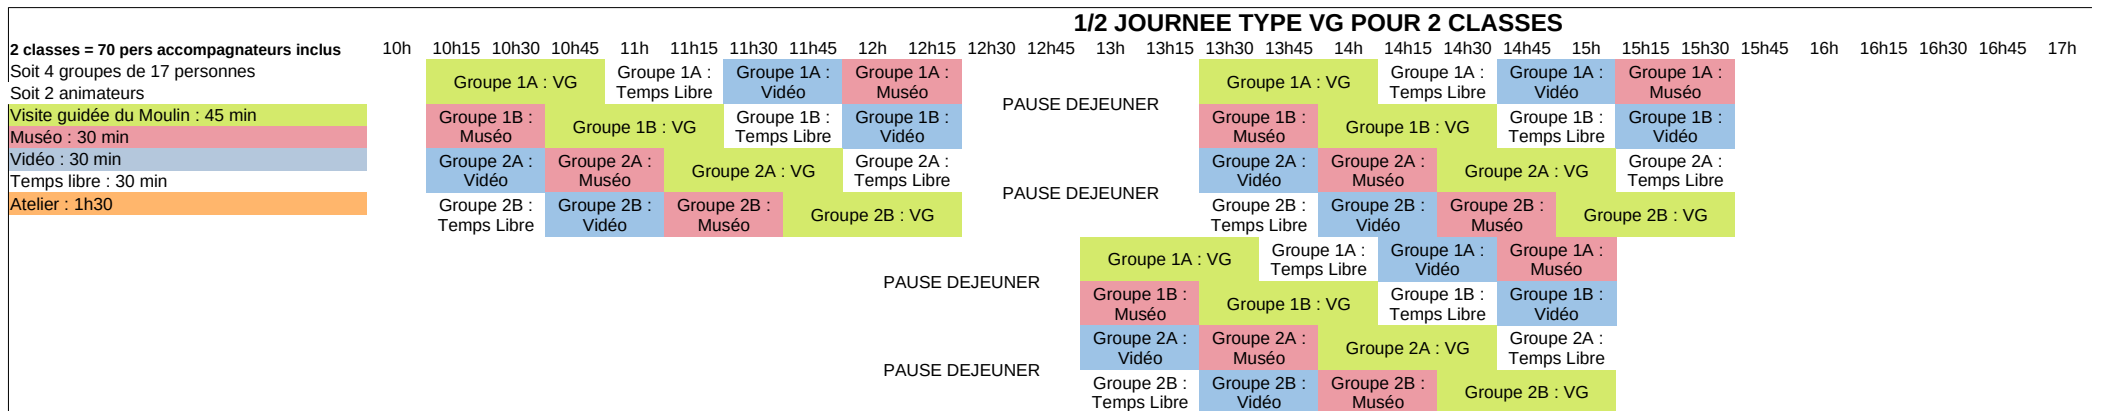 1/2 JOURNEE TYPE VG POUR 2 CLASSES
2 classes = 70 pers accompagnateurs inclus 10h 10h15 10h30 10h45 11h 11h15 11h30 11h45 12h 12h15 12h30 12h45 13h 13h15 13h30 13h45 14h 14h15 14h30 14h45 15h 15h15 15h30 15h45 16h 16h15 16h30 16h45 17h
Soit 4 groupes de 17 personnes
Soit 2 animateurs
Visite guidée du Moulin : 45 min
Muséo : 30 min
Vidéo : 30 min
Temps libre : 30 min
Atelier : 1h30
Groupe 1A : VG
Groupe 1A :
Temps Libre
Groupe 1A :
Vidéo
Groupe 1A :
Muséo
Groupe 1B :
Muséo
Groupe 1B : VG
Groupe 1B :
Temps Libre
Groupe 1B :
Vidéo
Groupe 2A :
Vidéo
Groupe 2A :
Muséo
Groupe 2A : VG
Groupe 2A :
Temps Libre
Groupe 2B :
Temps Libre
Groupe 2B :
Vidéo
Groupe 2B :
Muséo
Groupe 2B : VG
PAUSE DEJEUNER
PAUSE DEJEUNER
Groupe 1A : VG
Groupe 1A :
Temps Libre
Groupe 1A :
Vidéo
Groupe 1A :
Muséo
Groupe 1B :
Muséo
Groupe 1B : VG
Groupe 1B :
Temps Libre
Groupe 1B :
Vidéo
Groupe 2A :
Vidéo
Groupe 2A :
Muséo
Groupe 2A : VG
Groupe 2A :
Temps Libre
Groupe 2B :
Temps Libre
Groupe 2B :
Vidéo
Groupe 2B :
Muséo
Groupe 2B : VG
PAUSE DEJEUNER
PAUSE DEJEUNER
Groupe 1A : VG
Groupe 1A :
Temps Libre
Groupe 1A :
Vidéo
Groupe 1A :
Muséo
Groupe 1B :
Muséo
Groupe 1B : VG
Groupe 1B :
Temps Libre
Groupe 1B :
Vidéo
Groupe 2A :
Vidéo
Groupe 2A :
Muséo
Groupe 2A : VG
Groupe 2A :
Temps Libre
Groupe 2B :
Temps Libre
Groupe 2B :
Vidéo
Groupe 2B :
Muséo
Groupe 2B : VG